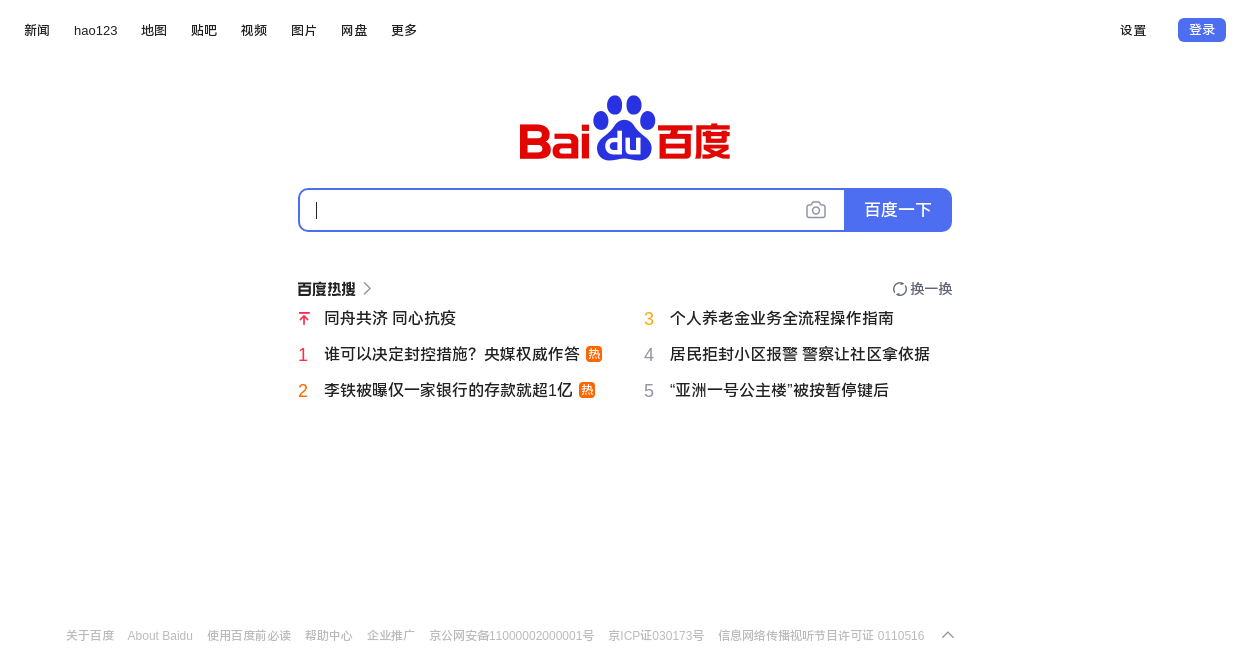 新闻 hao123 地图 贴吧 视频 图片 网盘 更多 设置 登录
Bai du 百度
百度一下
百度热搜 换一换
同舟共济 同心抗疫
1 谁可以决定封控措施？央媒权威作答 热
2 李铁被曝仅一家银行的存款就超1亿 热
3 个人养老金业务全流程操作指南
4 居民拒封小区报警 警察让社区拿依据
5 “亚洲一号公主楼”被按暂停键后
关于百度 About Baidu 使用百度前必读 帮助中心 企业推广 京公网安备11000002000001号 京ICP证030173号 信息网络传播视听节目许可证 0110516